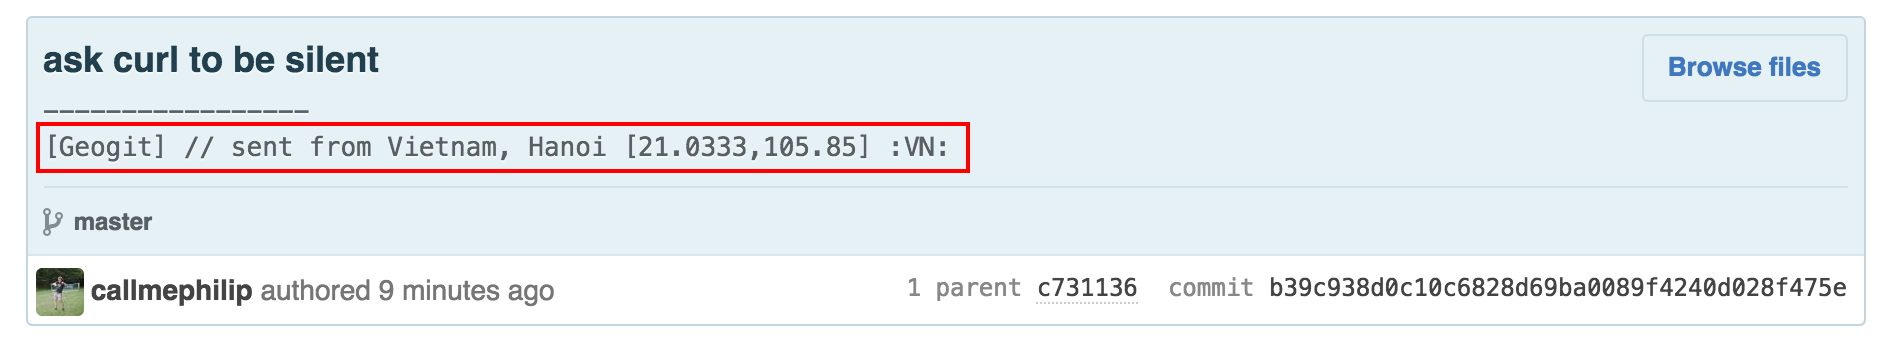 ask curl to be silent
Browse files
_________________
[Geogit] // sent from Vietnam, Hanoi [21.0333,105.85] :VN:
master
callmephilip authored 9 minutes ago
1 parent c731136 commit b39c938d0c10c6828d69ba0089f4240d028f475e